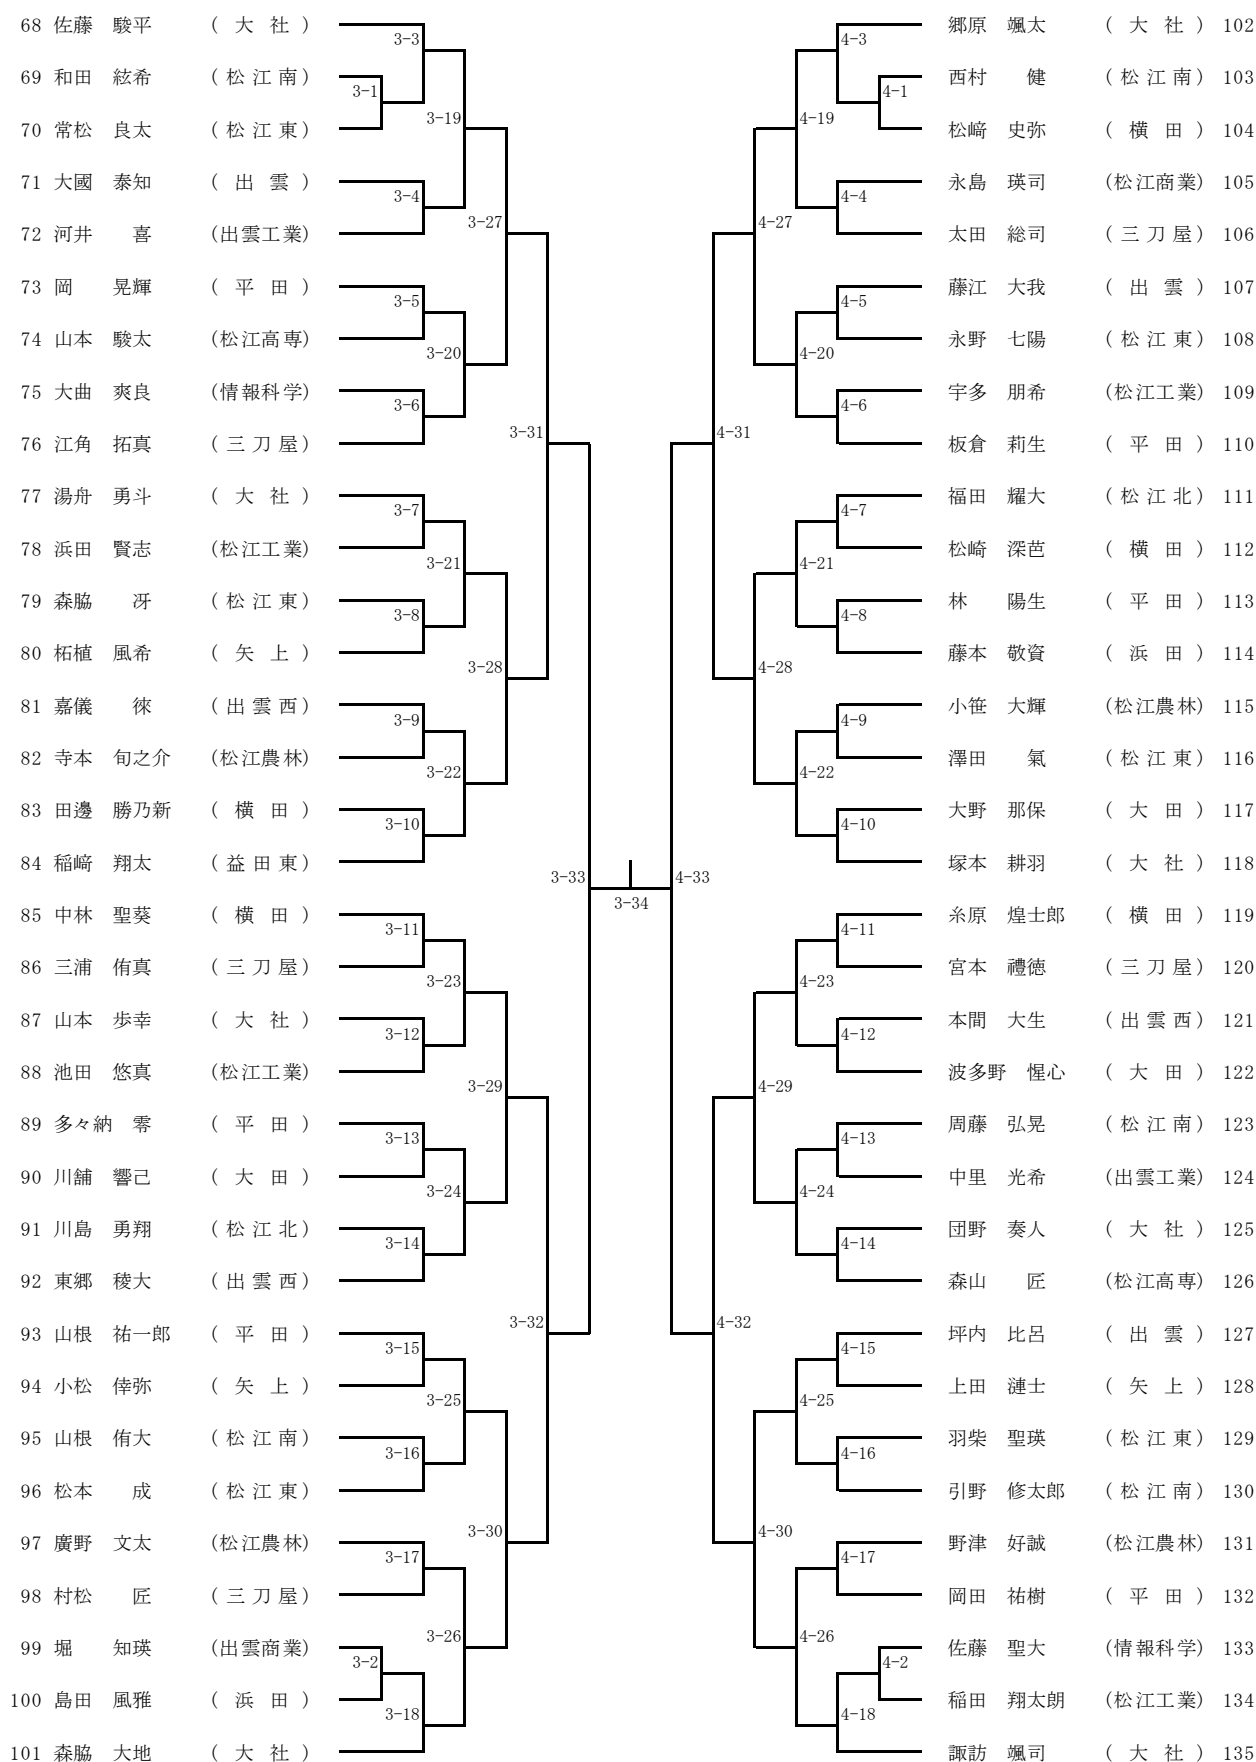 68 佐藤 駿平 ( 大 社 ) 3-3 4-3 郷原 颯太 ( 大 社 ) 102
69 和田 絃希 ( 松 江 南 ) 3-1 4-1 西村 健 ( 松 江 南 ) 103
70 常松 良太 ( 松 江 東 ) 3-19 4-19 松﨑 史弥 ( 横 田 ) 104
71 大國 泰知 ( 出 雲 ) 3-4 4-4 永島 瑛司 (松江商業) 105
72 河井 喜 (出雲工業) 3-27 4-27 太田 総司 ( 三 刀 屋 ) 106
73 岡 晃輝 ( 平 田 ) 3-5 4-5 藤江 大我 ( 出 雲 ) 107
74 山本 駿太 (松江高専) 3-20 4-20 永野 七陽 ( 松 江 東 ) 108
75 大曲 爽良 (情報科学) 3-6 4-6 宇多 朋希 (松江工業) 109
76 江角 拓真 ( 三 刀 屋 ) 3-31 4-31 板倉 莉生 ( 平 田 ) 110
77 湯舟 勇斗 ( 大 社 ) 3-7 4-7 福田 耀大 ( 松 江 北 ) 111
78 浜田 賢志 (松江工業) 3-21 4-21 松崎 深芭 ( 横 田 ) 112
79 森脇 冴 ( 松 江 東 ) 3-8 4-8 林 陽生 ( 平 田 ) 113
80 柘植 風希 ( 矢 上 ) 3-28 4-28 藤本 敬資 ( 浜 田 ) 114
81 嘉儀 徠 ( 出 雲 西 ) 3-9 4-9 小笹 大輝 (松江農林) 115
82 寺本 旬之介 (松江農林) 3-22 4-22 澤田 氣 ( 松 江 東 ) 116
83 田邊 勝乃新 ( 横 田 ) 3-10 4-10 大野 那保 ( 大 田 ) 117
84 稲﨑 翔太 ( 益 田 東 ) 3-33 4-33 塚本 耕羽 ( 大 社 ) 118
3-34
85 中林 聖葵 ( 横 田 ) 3-11 4-11 糸原 煌士郎 ( 横 田 ) 119
86 三浦 侑真 ( 三 刀 屋 ) 3-23 4-23 宮本 禮徳 ( 三 刀 屋 ) 120
87 山本 歩幸 ( 大 社 ) 3-12 4-12 本間 大生 ( 出 雲 西 ) 121
88 池田 悠真 (松江工業) 3-29 4-29 波多野 惺心 ( 大 田 ) 122
89 多々納 零 ( 平 田 ) 3-13 4-13 周藤 弘晃 ( 松 江 南 ) 123
90 川舗 響己 ( 大 田 ) 3-24 4-24 中里 光希 (出雲工業) 124
91 川島 勇翔 ( 松 江 北 ) 3-14 4-14 団野 奏人 ( 大 社 ) 125
92 東郷 稜大 ( 出 雲 西 ) 森山 匠 (松江高専) 126
93 山根 祐一郎 ( 平 田 ) 3-15 3-32 4-32 4-15 坪内 比呂 ( 出 雲 ) 127
94 小松 倖弥 ( 矢 上 ) 3-25 4-25 上田 漣士 ( 矢 上 ) 128
95 山根 侑大 ( 松 江 南 ) 3-16 4-16 羽柴 聖瑛 ( 松 江 東 ) 129
96 松本 成 ( 松 江 東 ) 3-30 4-30 引野 修太郎 ( 松 江 南 ) 130
97 廣野 文太 (松江農林) 3-17 4-17 野津 好誠 (松江農林) 131
98 村松 匠 ( 三 刀 屋 ) 3-26 4-26 岡田 祐樹 ( 平 田 ) 132
99 堀 知瑛 (出雲商業) 3-2 4-2 佐藤 聖大 (情報科学) 133
100 島田 風雅 ( 浜 田 ) 3-18 4-18 稲田 翔太朗 (松江工業) 134
101 森脇 大地 ( 大 社 ) 諏訪 颯司 ( 大 社 ) 135